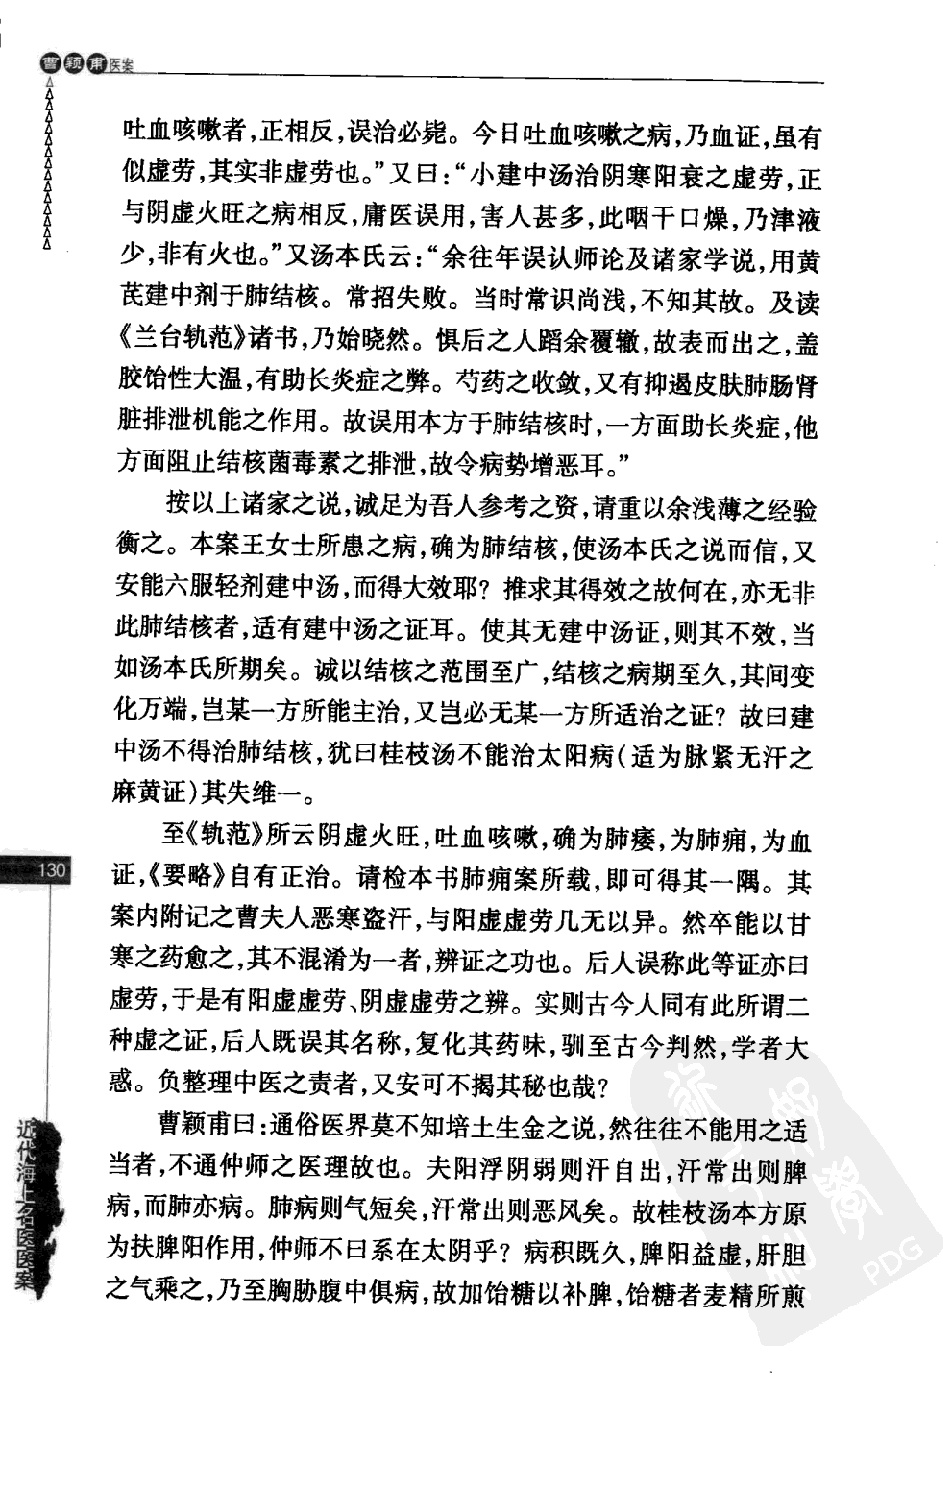 曹颖甫医案
吐血咳嗽者,正相反,误治必毙。今日吐血咳嗽之病,乃血证,虽有
似虚劳,其实非虚劳也。”又曰:“小建中汤治阴寒阳衰之虚劳,正
与阴虚火旺之病相反,庸医误用,害人甚多,此咽干口燥,乃津液
少,非有火也。”又汤本氏云:“余往年误认师论及诸家学说,用黄
芪建中剂于肺结核。常招失败。当时常识尚浅,不知其故。及读
《兰台轨范》诸书,乃始晓然。惧后之人蹈余覆辙,故表而出之,盖
胶饴性大温,有助长炎症之弊。芍药之收敛,又有抑遏皮肤肺肠肾
脏排泄机能之作用。故误用本方于肺结核时,一方面助长炎症,他
方面阻止结核菌毒素之排泄,故令病势增恶耳。”
按以上诸家之说,诚足为吾人参考之资,请重以余浅薄之经验
衡之。本案王女士所患之病,确为肺结核,使汤本氏之说而信,又
安能六服轻剂建中汤,而得大效耶?推求其得效之故何在,亦无非
此肺结核者,适有建中汤之证耳。使其无建中汤证,则其不效,当
如汤本氏所期矣。诚以结核之范围至广,结核之病期至久,其间变
化万端,岂某一方所能主治,又岂必无某一方所适治之证?故曰建
中汤不得治肺结核,犹曰桂枝汤不能治太阳病(适为脉紧无汗之
麻黄证)其失维一。
至《轨范》所云阴虚火旺,吐血咳嗽,确为肺痿,为肺痈,为血
证,《要略》自有正治。请检本书肺痈案所载,即可得其一隅。其
案内附记之曹夫人恶寒盗汗,与阳虚虚劳几无以异。然卒能以甘
寒之药愈之,其不混淆为一者,辨证之功也。后人误称此等证亦曰
虚劳,于是有阳虚虚劳、阴虚虚劳之辨。实则古今人同有此所谓二
种虚之证,后人既误其名称,复化其药味,驯至古今判然,学者大
惑。负整理中医之责者,又安可不揭其秘也哉?
曹颖甫曰:通俗医界莫不知培土生金之说,然往往不能用之适
当者,不通仲师之医理故也。夫阳浮阴弱则汗自出,汗常出则脾
病,而肺亦病。肺病则气短矣,汗常出则恶风矣。故桂枝汤本方原
为扶脾阳作用,仲师不曰系在太阴乎?病积既久,脾阳益虚,肝胆
之气乘之,乃至胸胁腹中俱病,故加饴糖以补脾,饴糖者麦精所煎
130
近代海上名医医案
PDG